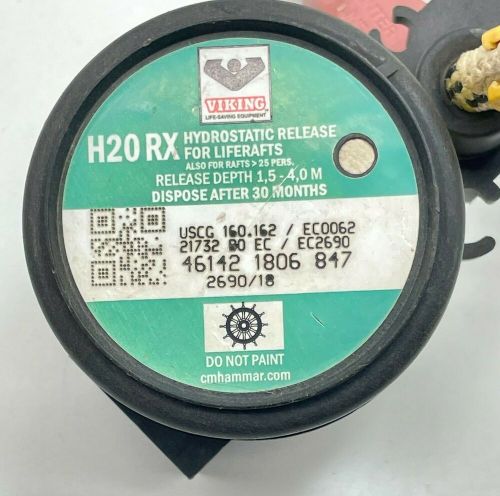 VIKING
LIFE-SAVING EQUIPMENT
H20 RX
HYDROSTATIC RELEASE
FOR LIFERAFTS
ALSO FOR RAFTS > 25 PERS.
RELEASE DEPTH 1,5 - 4,0 M
DISPOSE AFTER 30 MONTHS
USCG 160.162 / EC0062
21732 80 EC / EC2690
46142 1806 847
2690/18
DO NOT PAINT
cmhammar.com